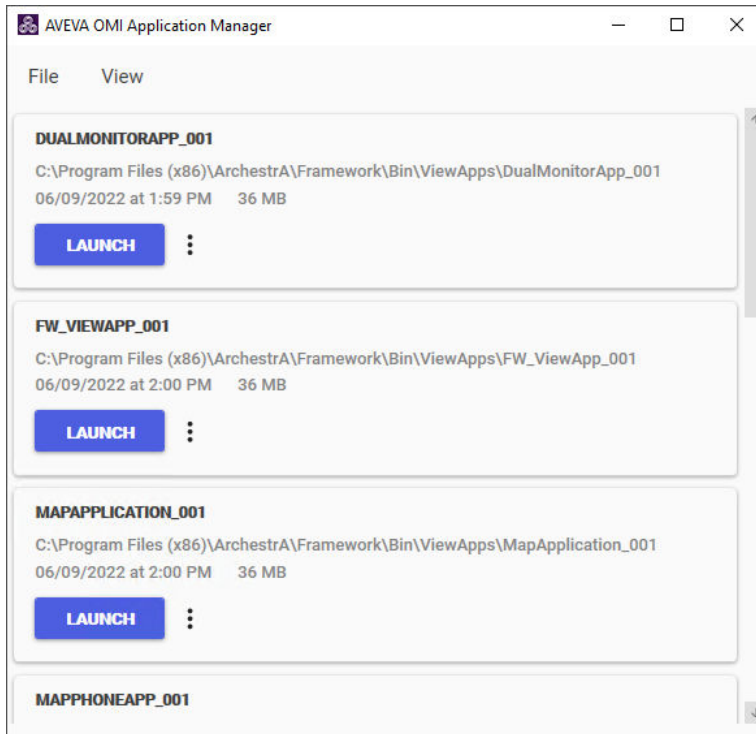 AVEVA OMI Application Manager
File View
DUALMONITORAPP_001
C:\Program Files (x86)\ArchestrA\Framework\Bin\ViewApps\DualMonitorApp_001
06/09/2022 at 1:59 PM 36 MB
LAUNCH
FW_VIEWAPP_001
C:\Program Files (x86)\ArchestrA\Framework\Bin\ViewApps\FW_ViewApp_001
06/09/2022 at 2:00 PM 36 MB
LAUNCH
MAPAPPLICATION_001
C:\Program Files (x86)\ArchestrA\Framework\Bin\ViewApps\MapApplication_001
06/09/2022 at 2:00 PM 36 MB
LAUNCH
MAPPHONEAPP_001